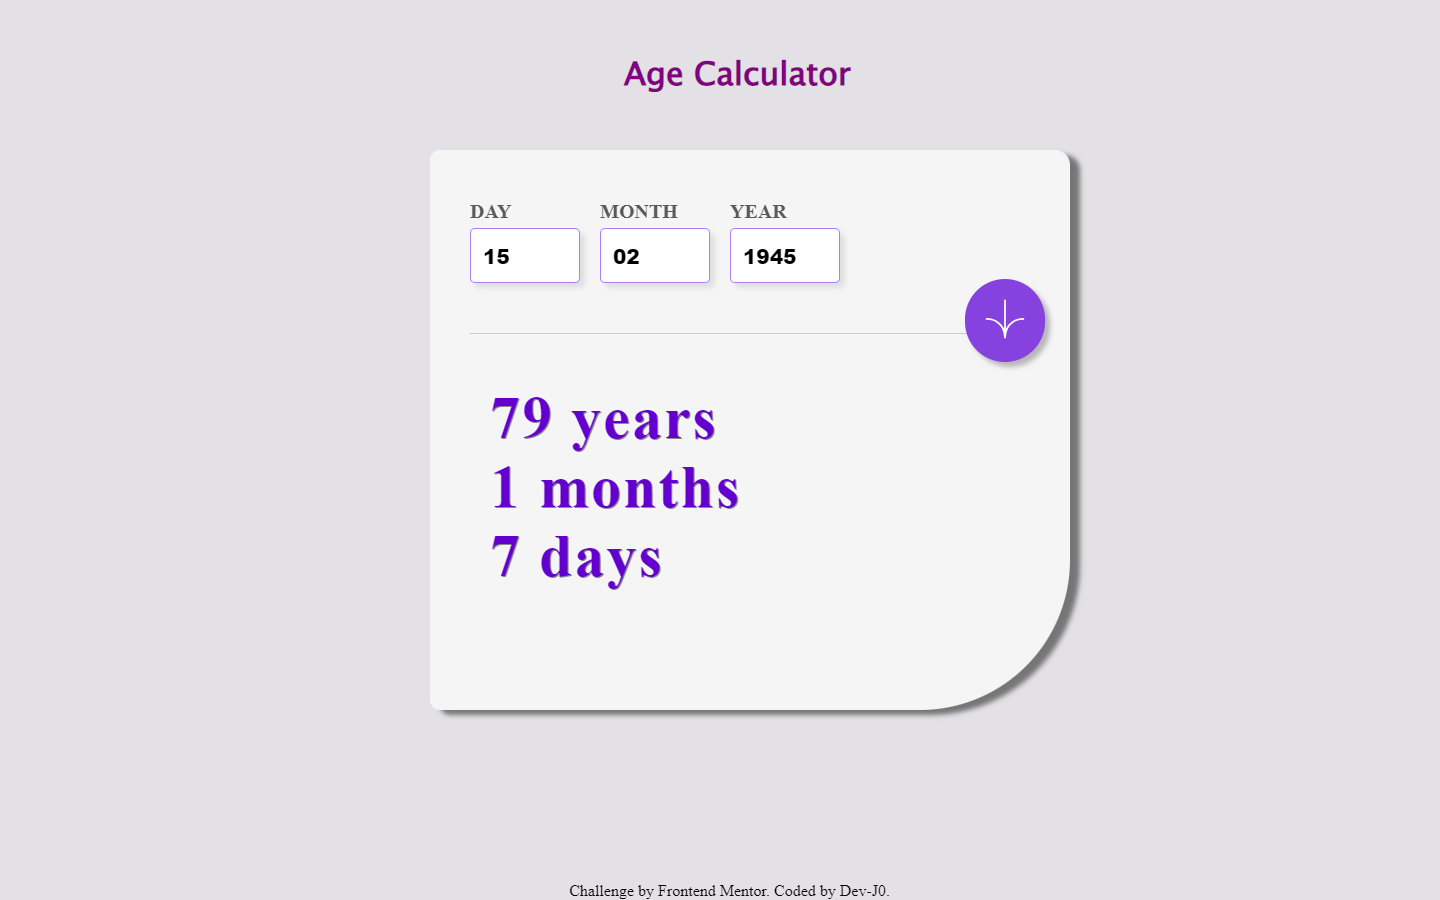 Age Calculator
DAY MONTH YEAR
15 02 1945
79 years
1 months
7 days
Challenge by Frontend Mentor. Coded by Dev-J0.